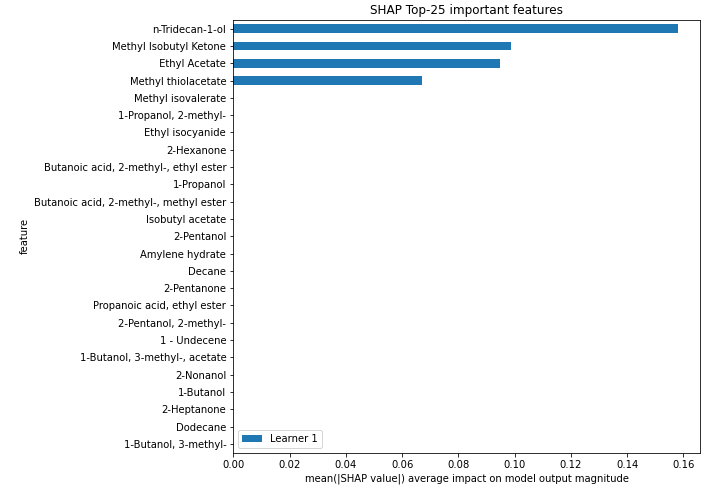 SHAP Top-25 important features
n-Tridecan-1-ol
Methyl Isobutyl Ketone
Ethyl Acetate
Methyl thiolacetate
Methyl isovalerate
1-Propanol, 2-methyl-
Ethyl isocyanide
2-Hexanone
Butanoic acid, 2-methyl-, ethyl ester
1-Propanol
Butanoic acid, 2-methyl-, methyl ester
Isobutyl acetate
2-Pentanol
Amylene hydrate
Decane
2-Pentanone
Propanoic acid, ethyl ester
2-Pentanol, 2-methyl-
1 - Undecene
1-Butanol, 3-methyl-, acetate
2-Nonanol
1-Butanol
2-Heptanone
Dodecane
1-Butanol, 3-methyl-
feature
Learner 1
0.00 0.02 0.04 0.06 0.08 0.10 0.12 0.14 0.16
mean(|SHAP value|) average impact on model output magnitude